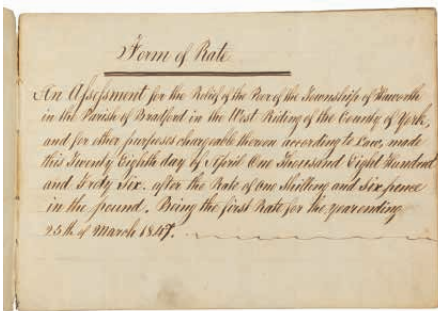 Form of Rate
An Assessment for the Relief of the Poor of the Township of Haworth
in the Parish of Bradford in the West Riding of the County of York,
and for other purposes chargeable thereon according to Law, made
this Twenty Eighth day of April One Thousand Eight Hundred
and Forty Six. after the Rate of One Shilling and Six pence
in the pound. Being the first Rate for the year ending
25th of March 1847.